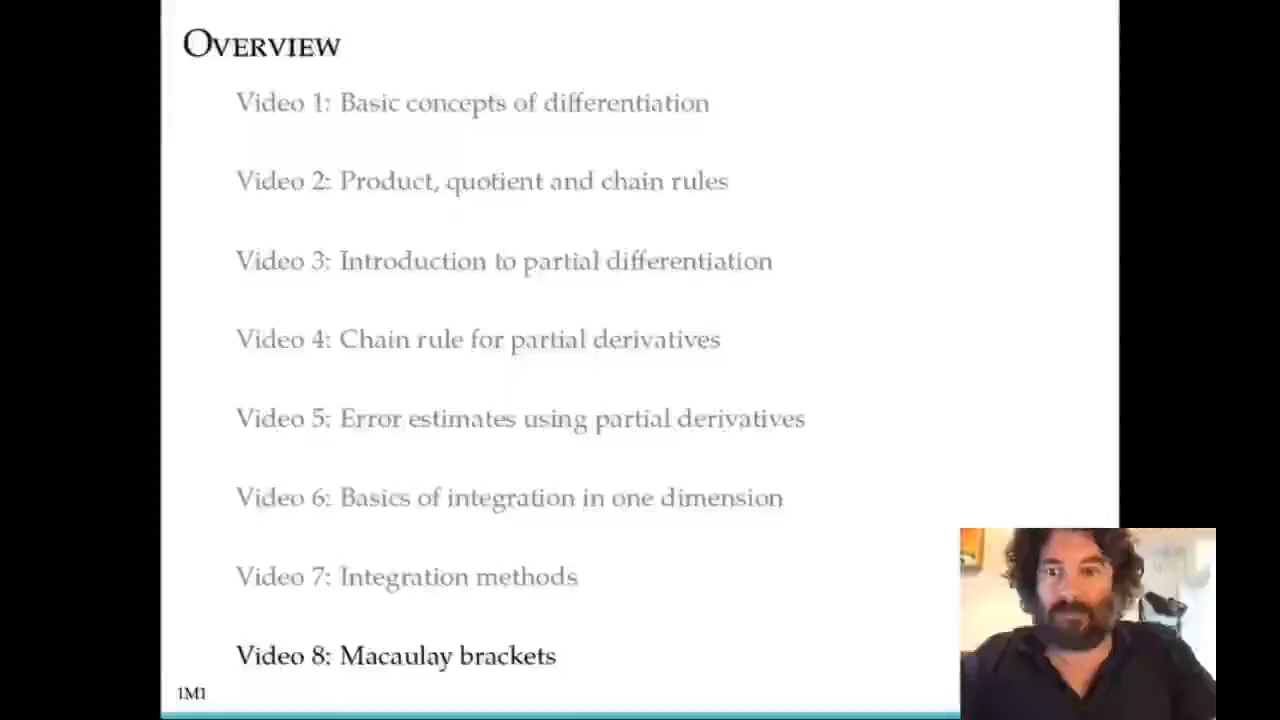 OVERVIEW
Video 1: Basic concepts of differentiation
Video 2: Product, quotient and chain rules
Video 3: Introduction to partial differentiation
Video 4: Chain rule for partial derivatives
Video 5: Error estimates using partial derivatives
Video 6: Basics of integration in one dimension
Video 7: Integration methods
Video 8: Macaulay brackets
1M1